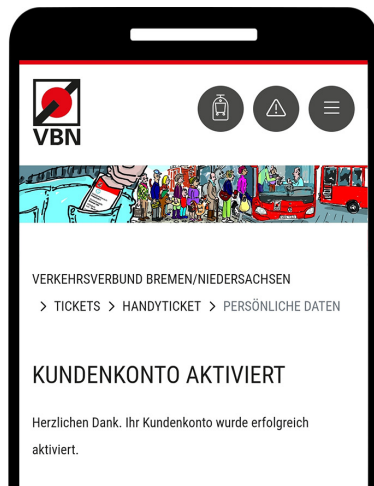 VBN
VERKEHRSVERBUND BREMEN/NIEDERSACHSEN
> TICKETS > HANDYTICKET > PERSÖNLICHE DATEN
KUNDENKONTO AKTIVIERT
Herzlichen Dank. Ihr Kundenkonto wurde erfolgreich
aktiviert.